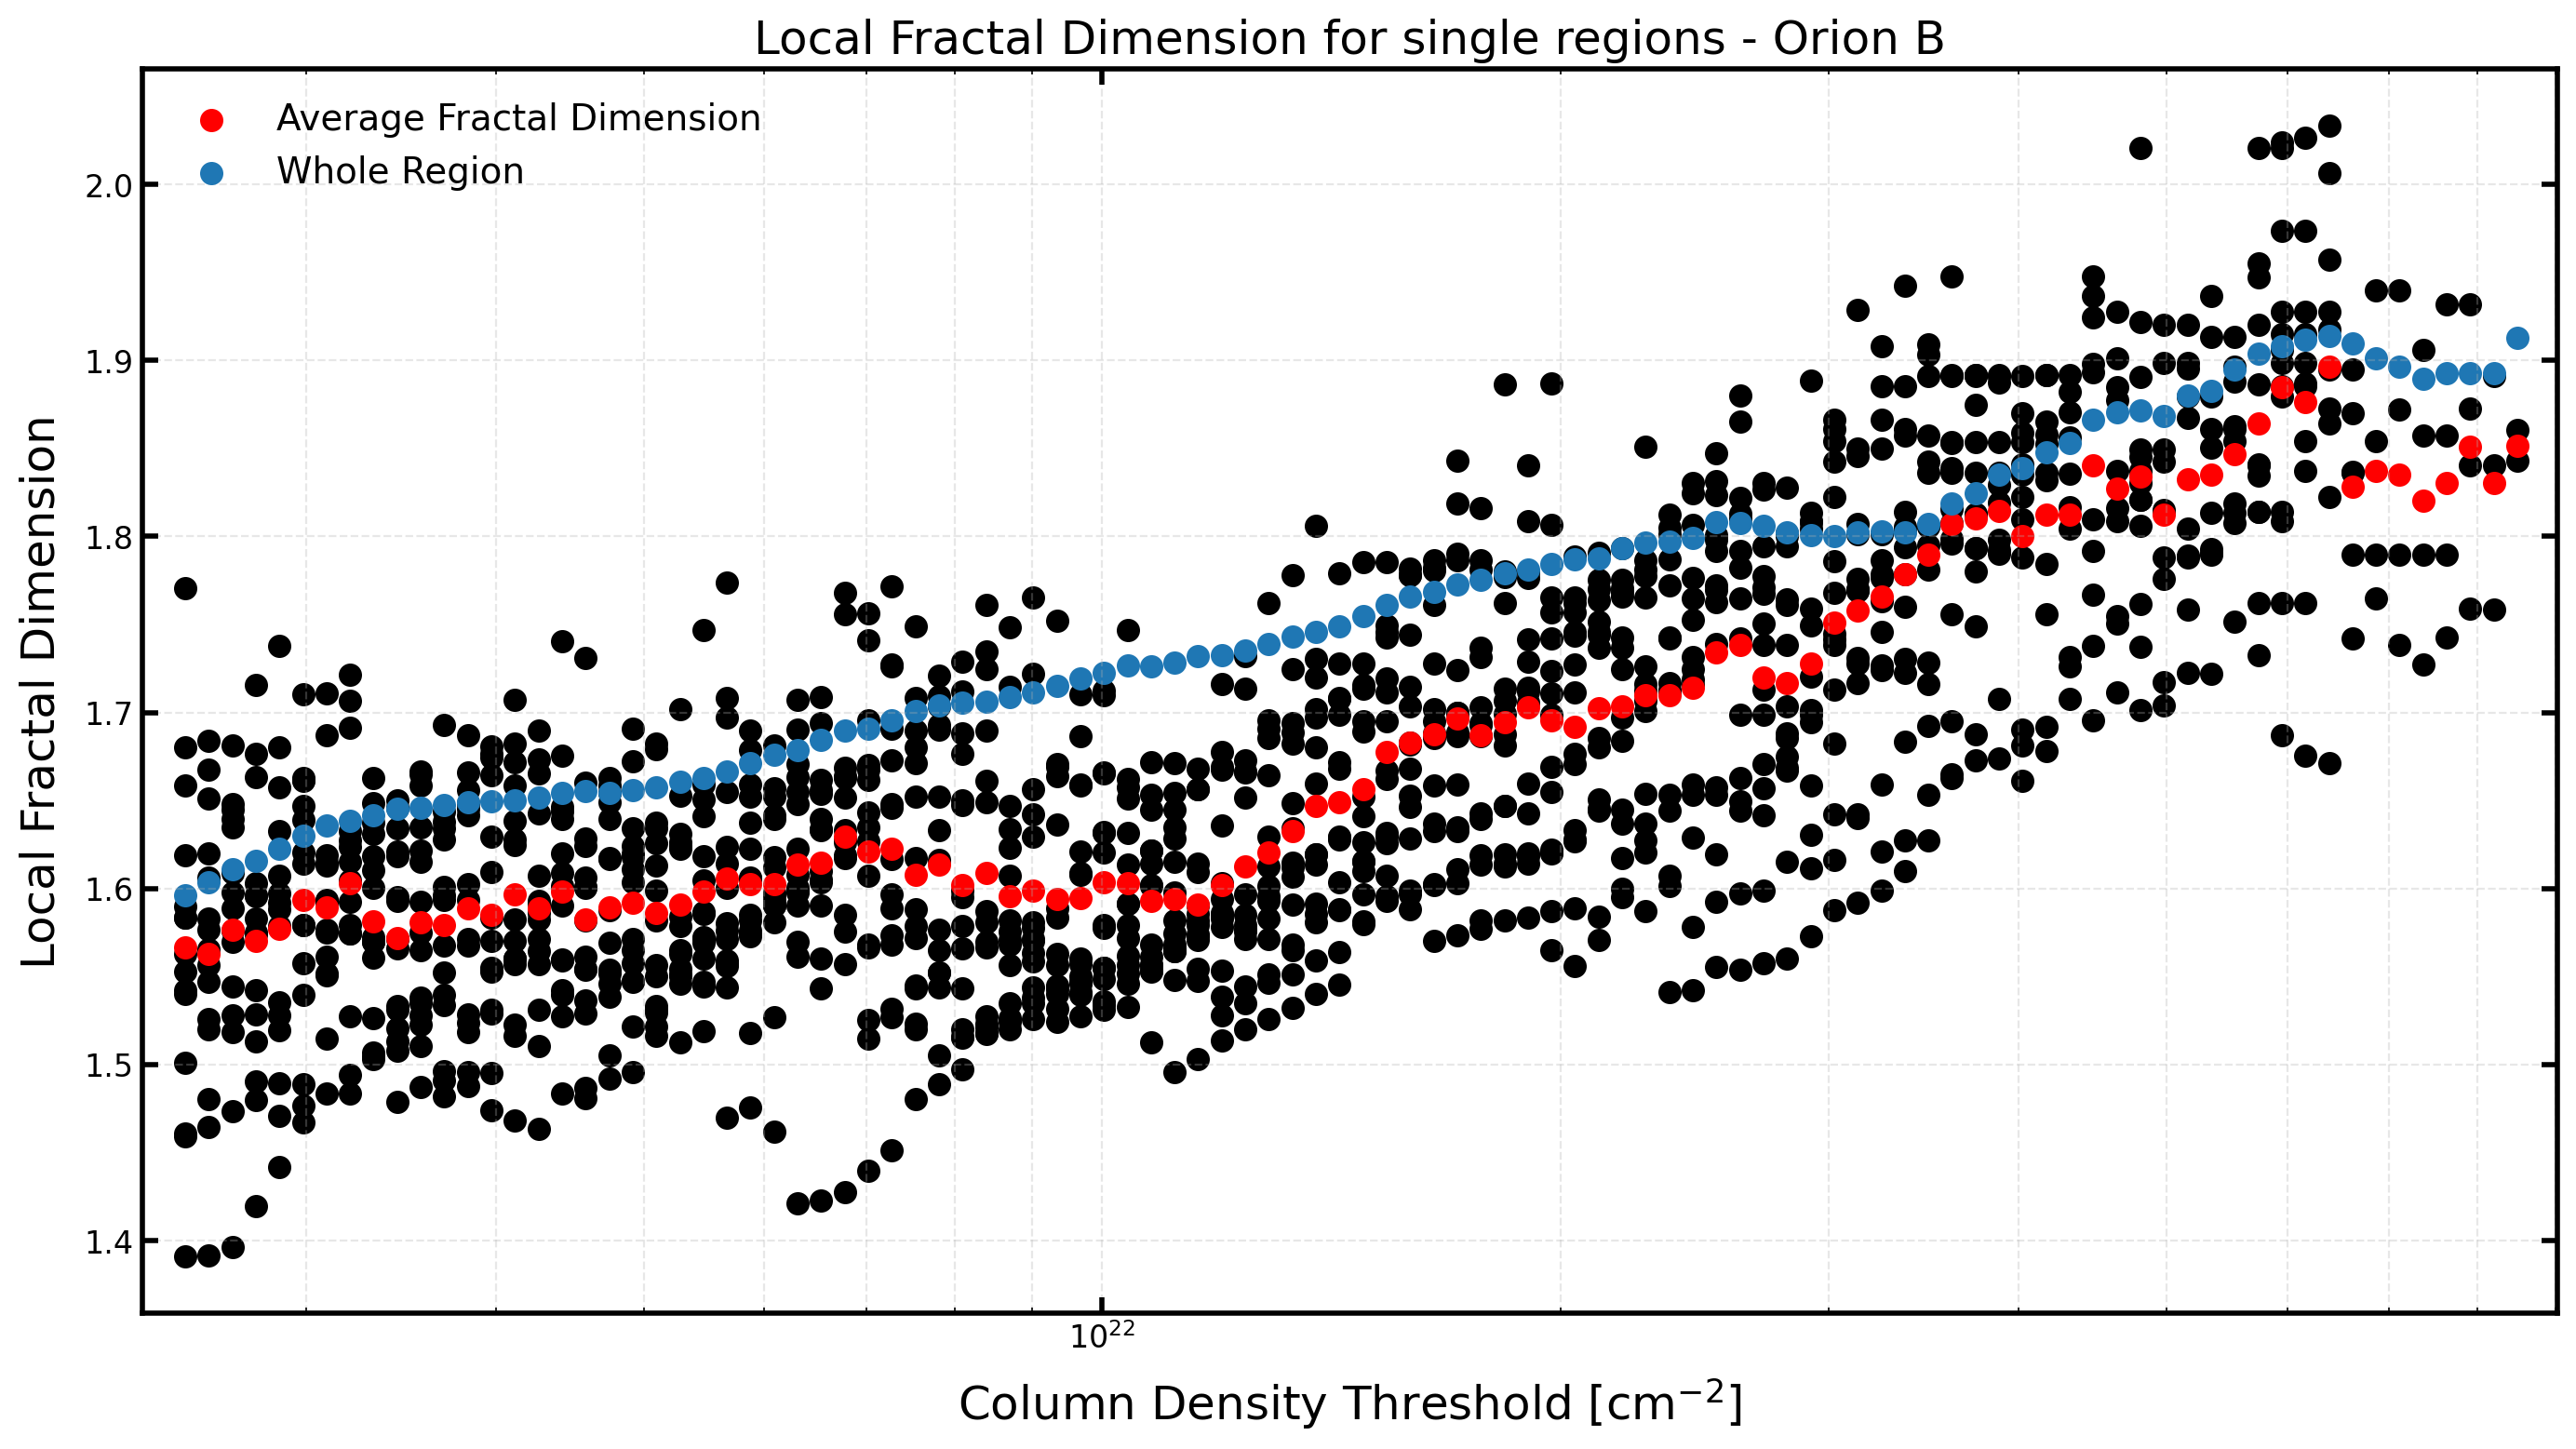 Local Fractal Dimension for single regions - Orion B
Average Fractal Dimension
Whole Region
Local Fractal Dimension
2.0
1.9
1.8
1.7
1.6
1.5
1.4
10²²
Column Density Threshold [cm⁻²]